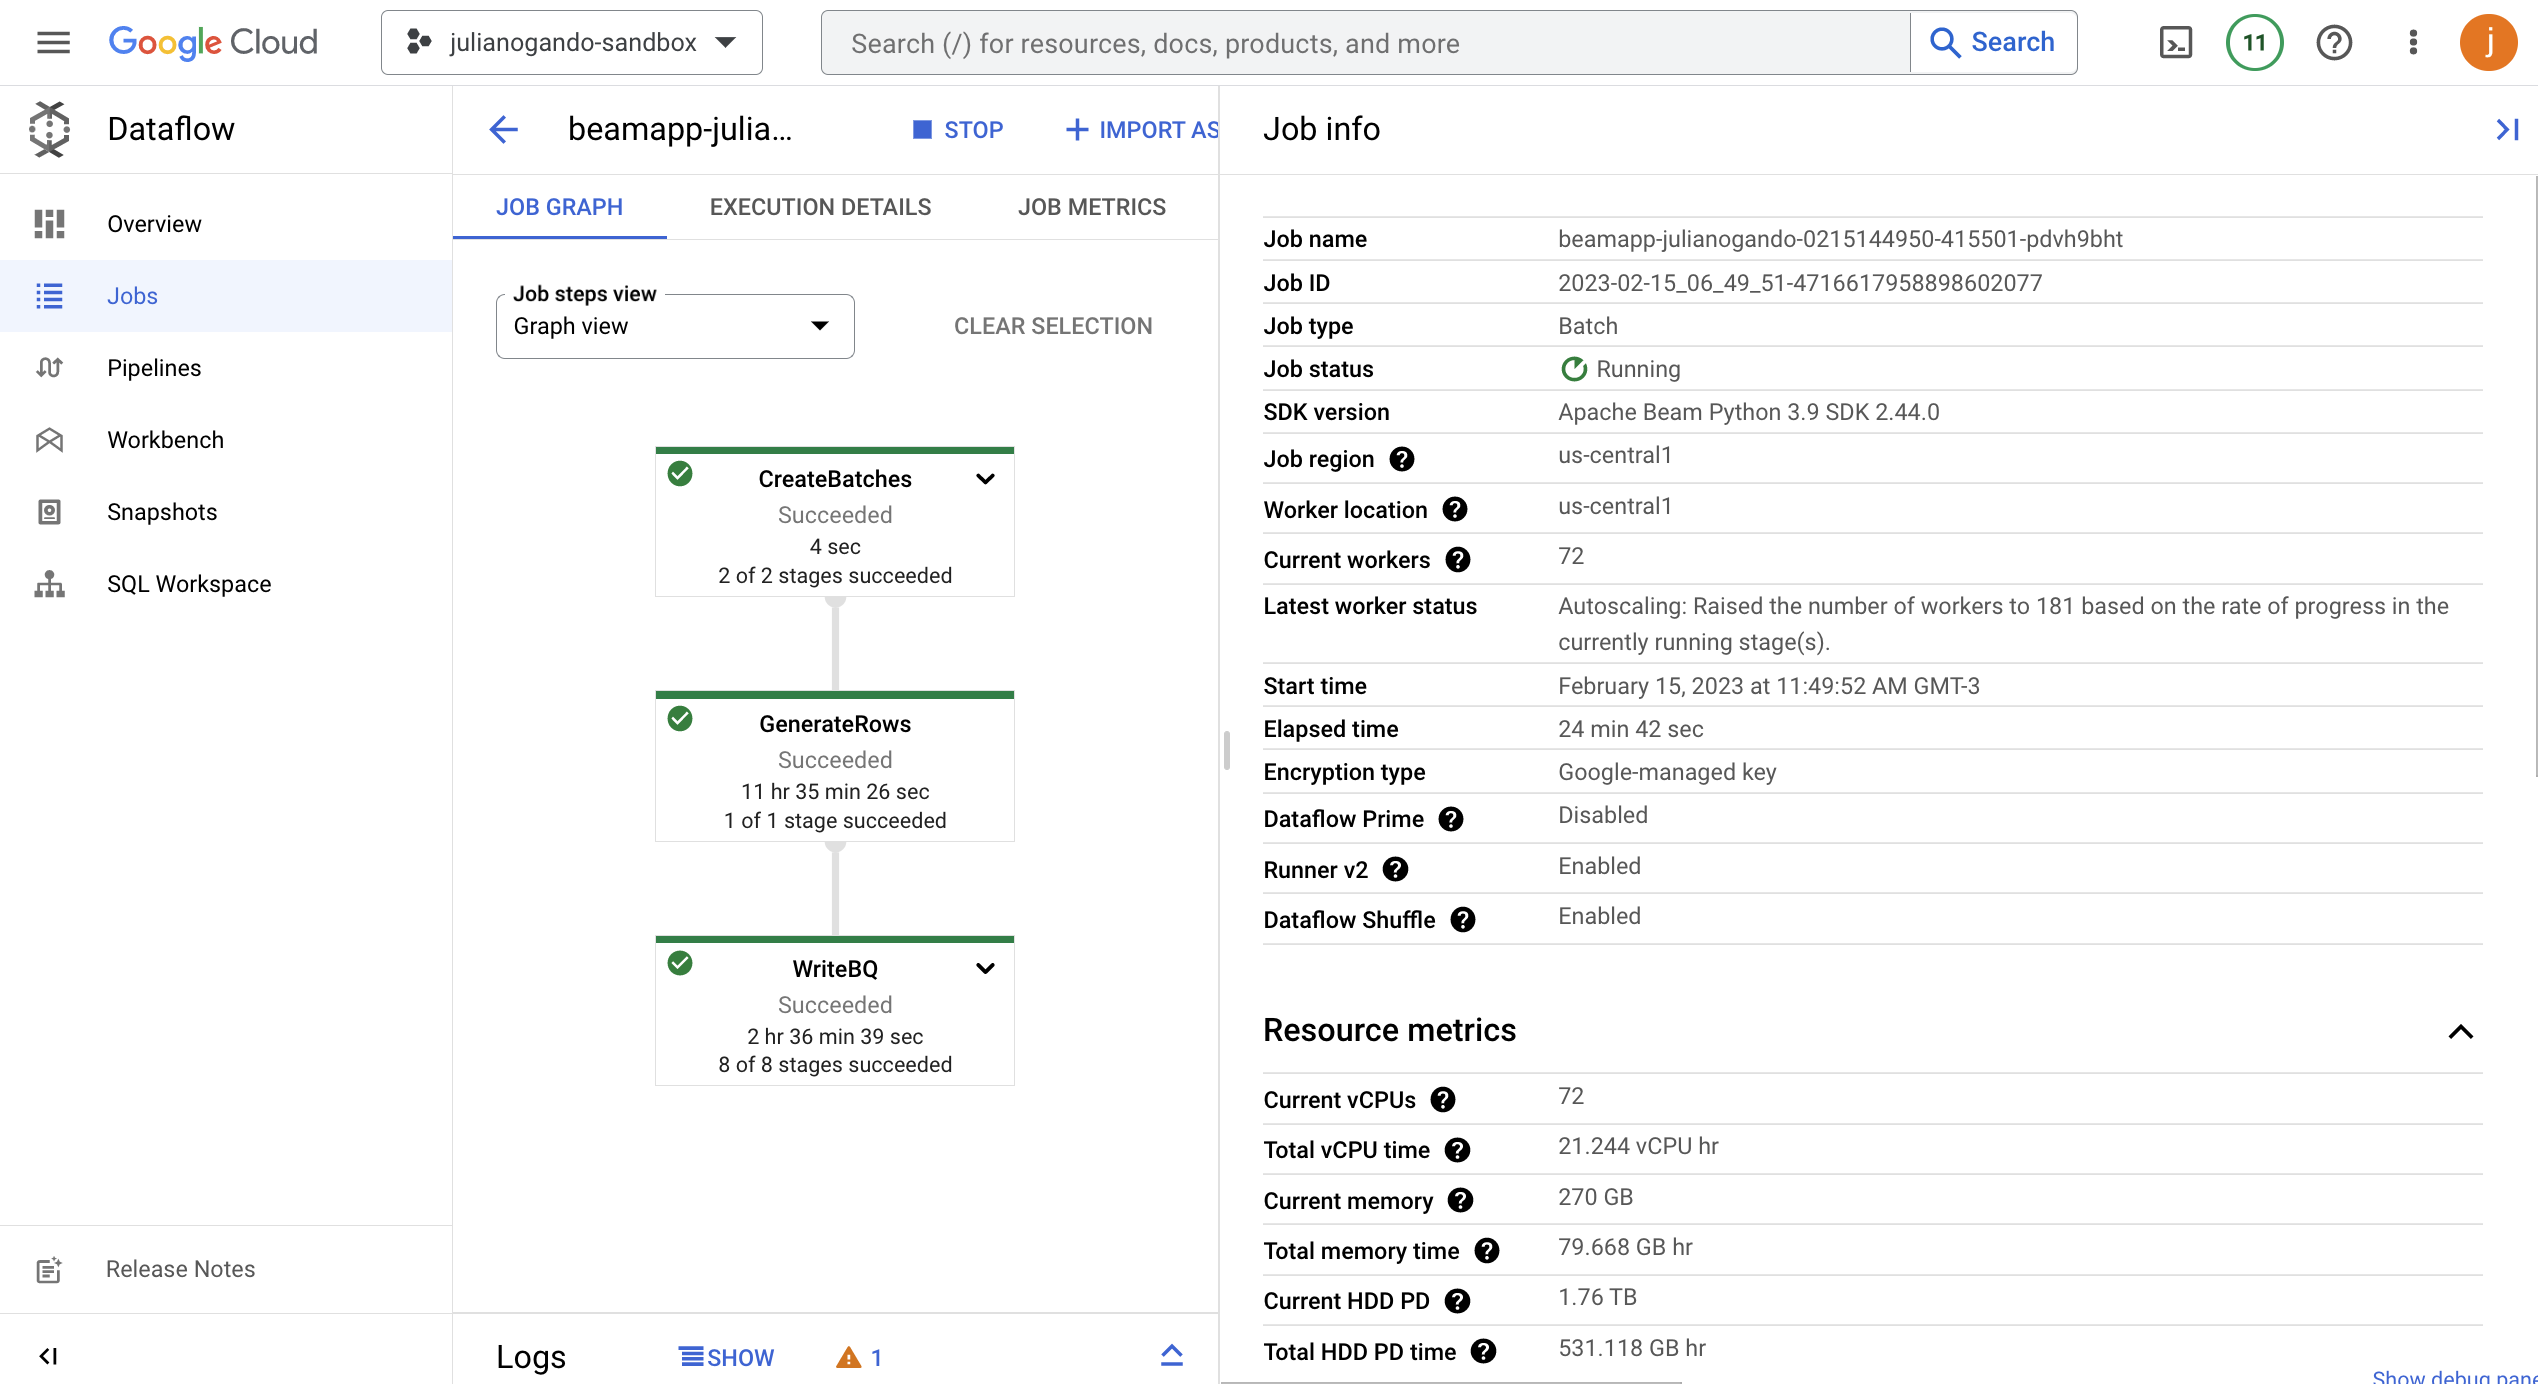 Google Cloud
julianogando-sandbox
Search (/) for resources, docs, products, and more
Search
11
j
Dataflow
Overview
Jobs
Pipelines
Workbench
Snapshots
SQL Workspace
Release Notes
beamapp-julia...
STOP
IMPORT AS
JOB GRAPH
EXECUTION DETAILS
JOB METRICS
Job steps view
Graph view
CLEAR SELECTION
CreateBatches
Succeeded
4 sec
2 of 2 stages succeeded
GenerateRows
Succeeded
11 hr 35 min 26 sec
1 of 1 stage succeeded
WriteBQ
Succeeded
2 hr 36 min 39 sec
8 of 8 stages succeeded
Logs
SHOW
1
Job info
Job name beamapp-julianogando-0215144950-415501-pdvh9bht
Job ID 2023-02-15_06_49_51-4716617958898602077
Job type Batch
Job status Running
SDK version Apache Beam Python 3.9 SDK 2.44.0
Job region us-central1
Worker location us-central1
Current workers 72
Latest worker status Autoscaling: Raised the number of workers to 181 based on the rate of progress in the
currently running stage(s).
Start time February 15, 2023 at 11:49:52 AM GMT-3
Elapsed time 24 min 42 sec
Encryption type Google-managed key
Dataflow Prime Disabled
Runner v2 Enabled
Dataflow Shuffle Enabled
Resource metrics
Current vCPUs 72
Total vCPU time 21.244 vCPU hr
Current memory 270 GB
Total memory time 79.668 GB hr
Current HDD PD 1.76 TB
Total HDD PD time 531.118 GB hr
Show debug pane